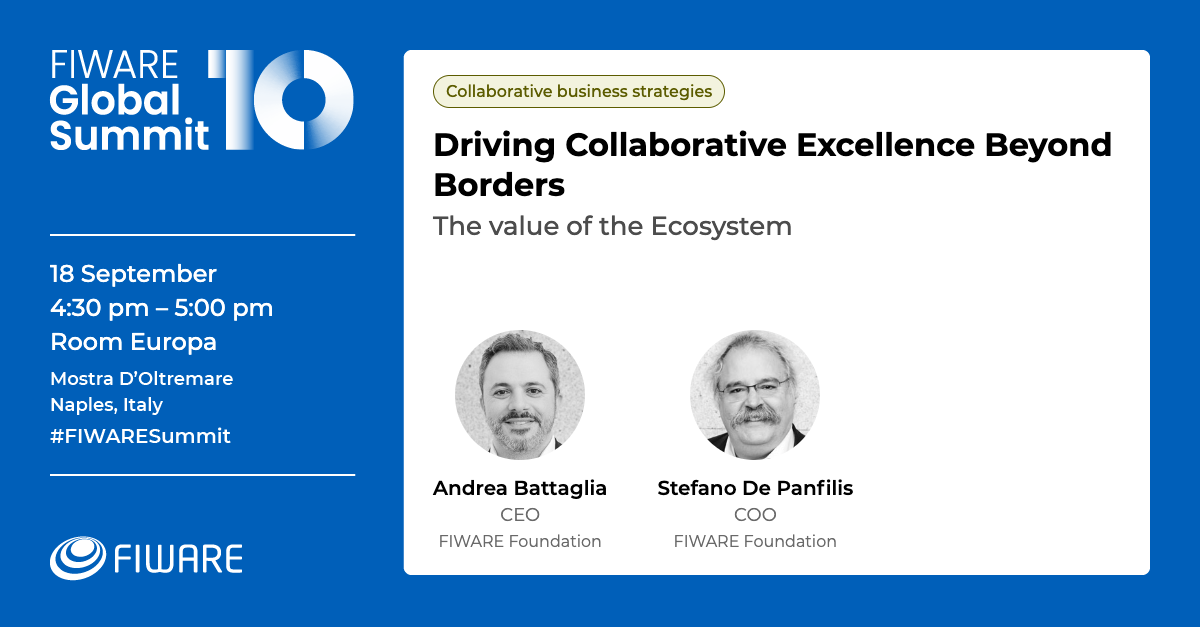 FIWARE
Global
Summit
10
18 September
4:30 pm – 5:00 pm
Room Europa
Mostra D’Oltremare
Naples, Italy
#FIWARESummit
FIWARE
Collaborative business strategies
Driving Collaborative Excellence Beyond
Borders
The value of the Ecosystem
Andrea Battaglia
CEO
FIWARE Foundation
Stefano De Panfilis
COO
FIWARE Foundation